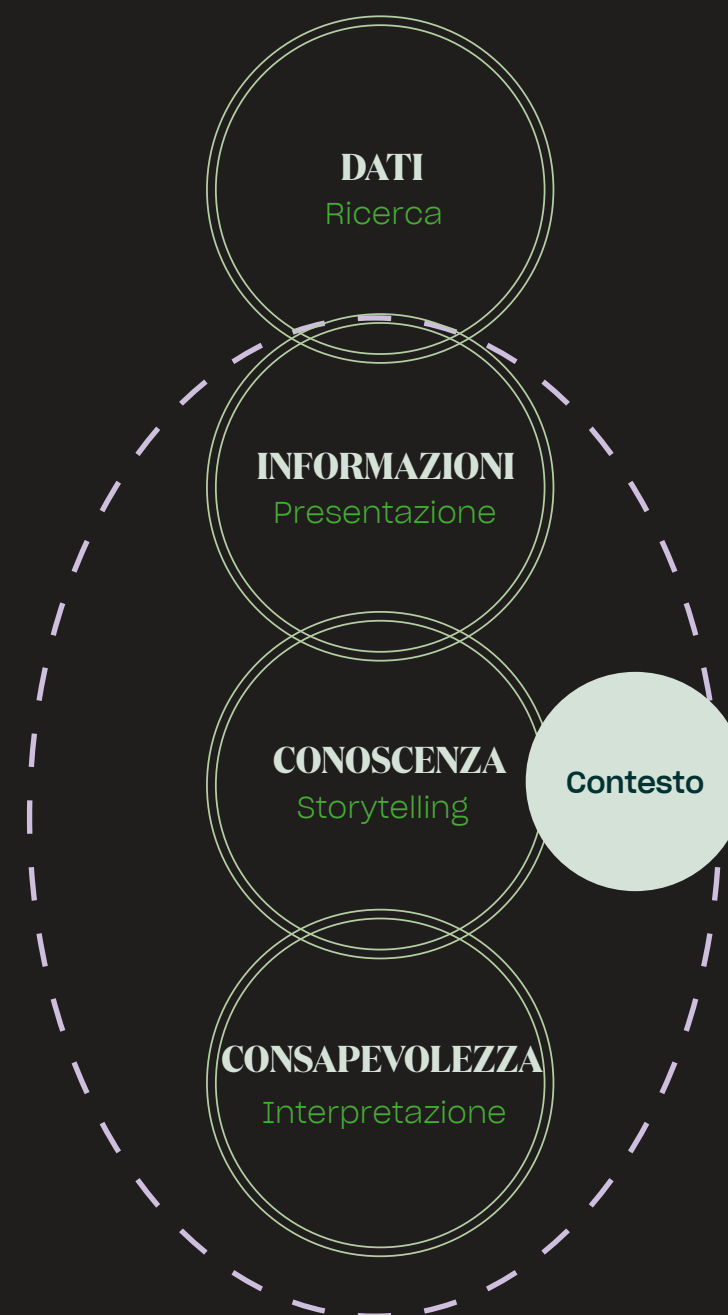 DATI
Ricerca
INFORMAZIONI
Presentazione
CONOSCENZA
Storytelling
Contesto
CONSAPEVOLEZZA
Interpretazione